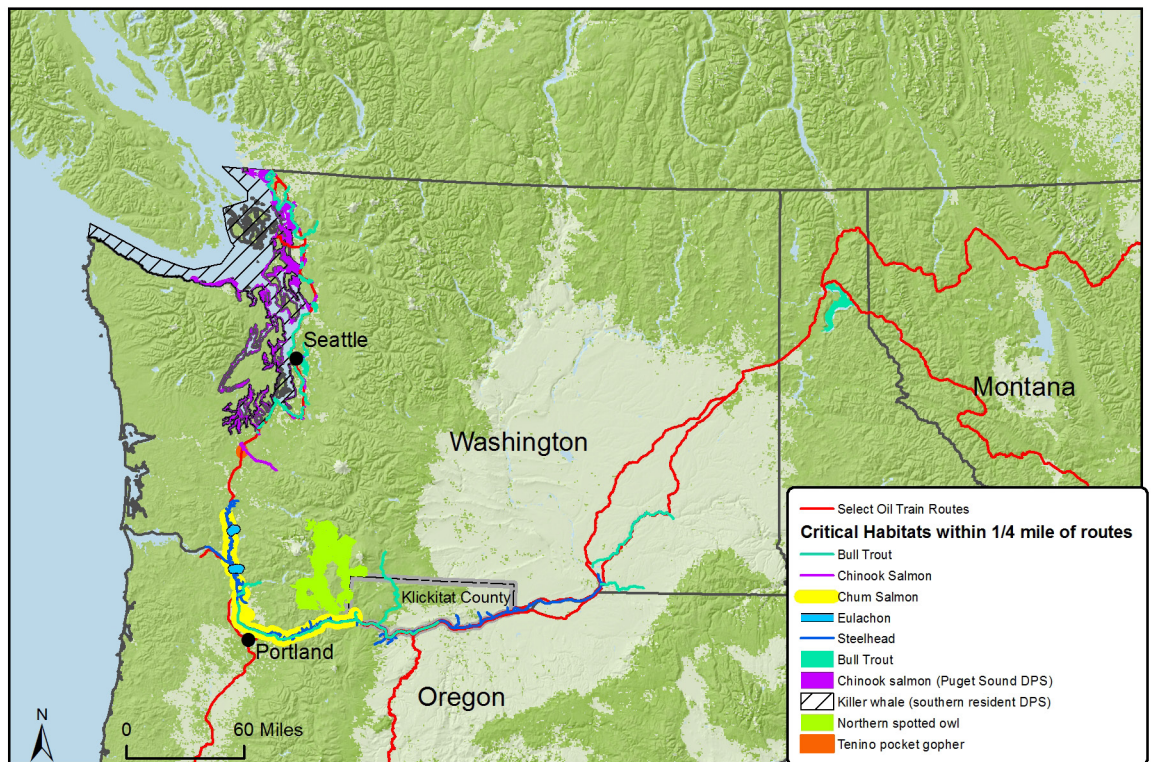 Seattle
Montana
Washington
Klickitat County
Portland
Oregon
N
0
60 Miles
Select Oil Train Routes
Critical Habitats within 1/4 mile of routes
Bull Trout
Chinook Salmon
Chum Salmon
Eulachon
Steelhead
Bull Trout
Chinook salmon (Puget Sound DPS)
Killer whale (southern resident DPS)
Northern spotted owl
Tenino pocket gopher